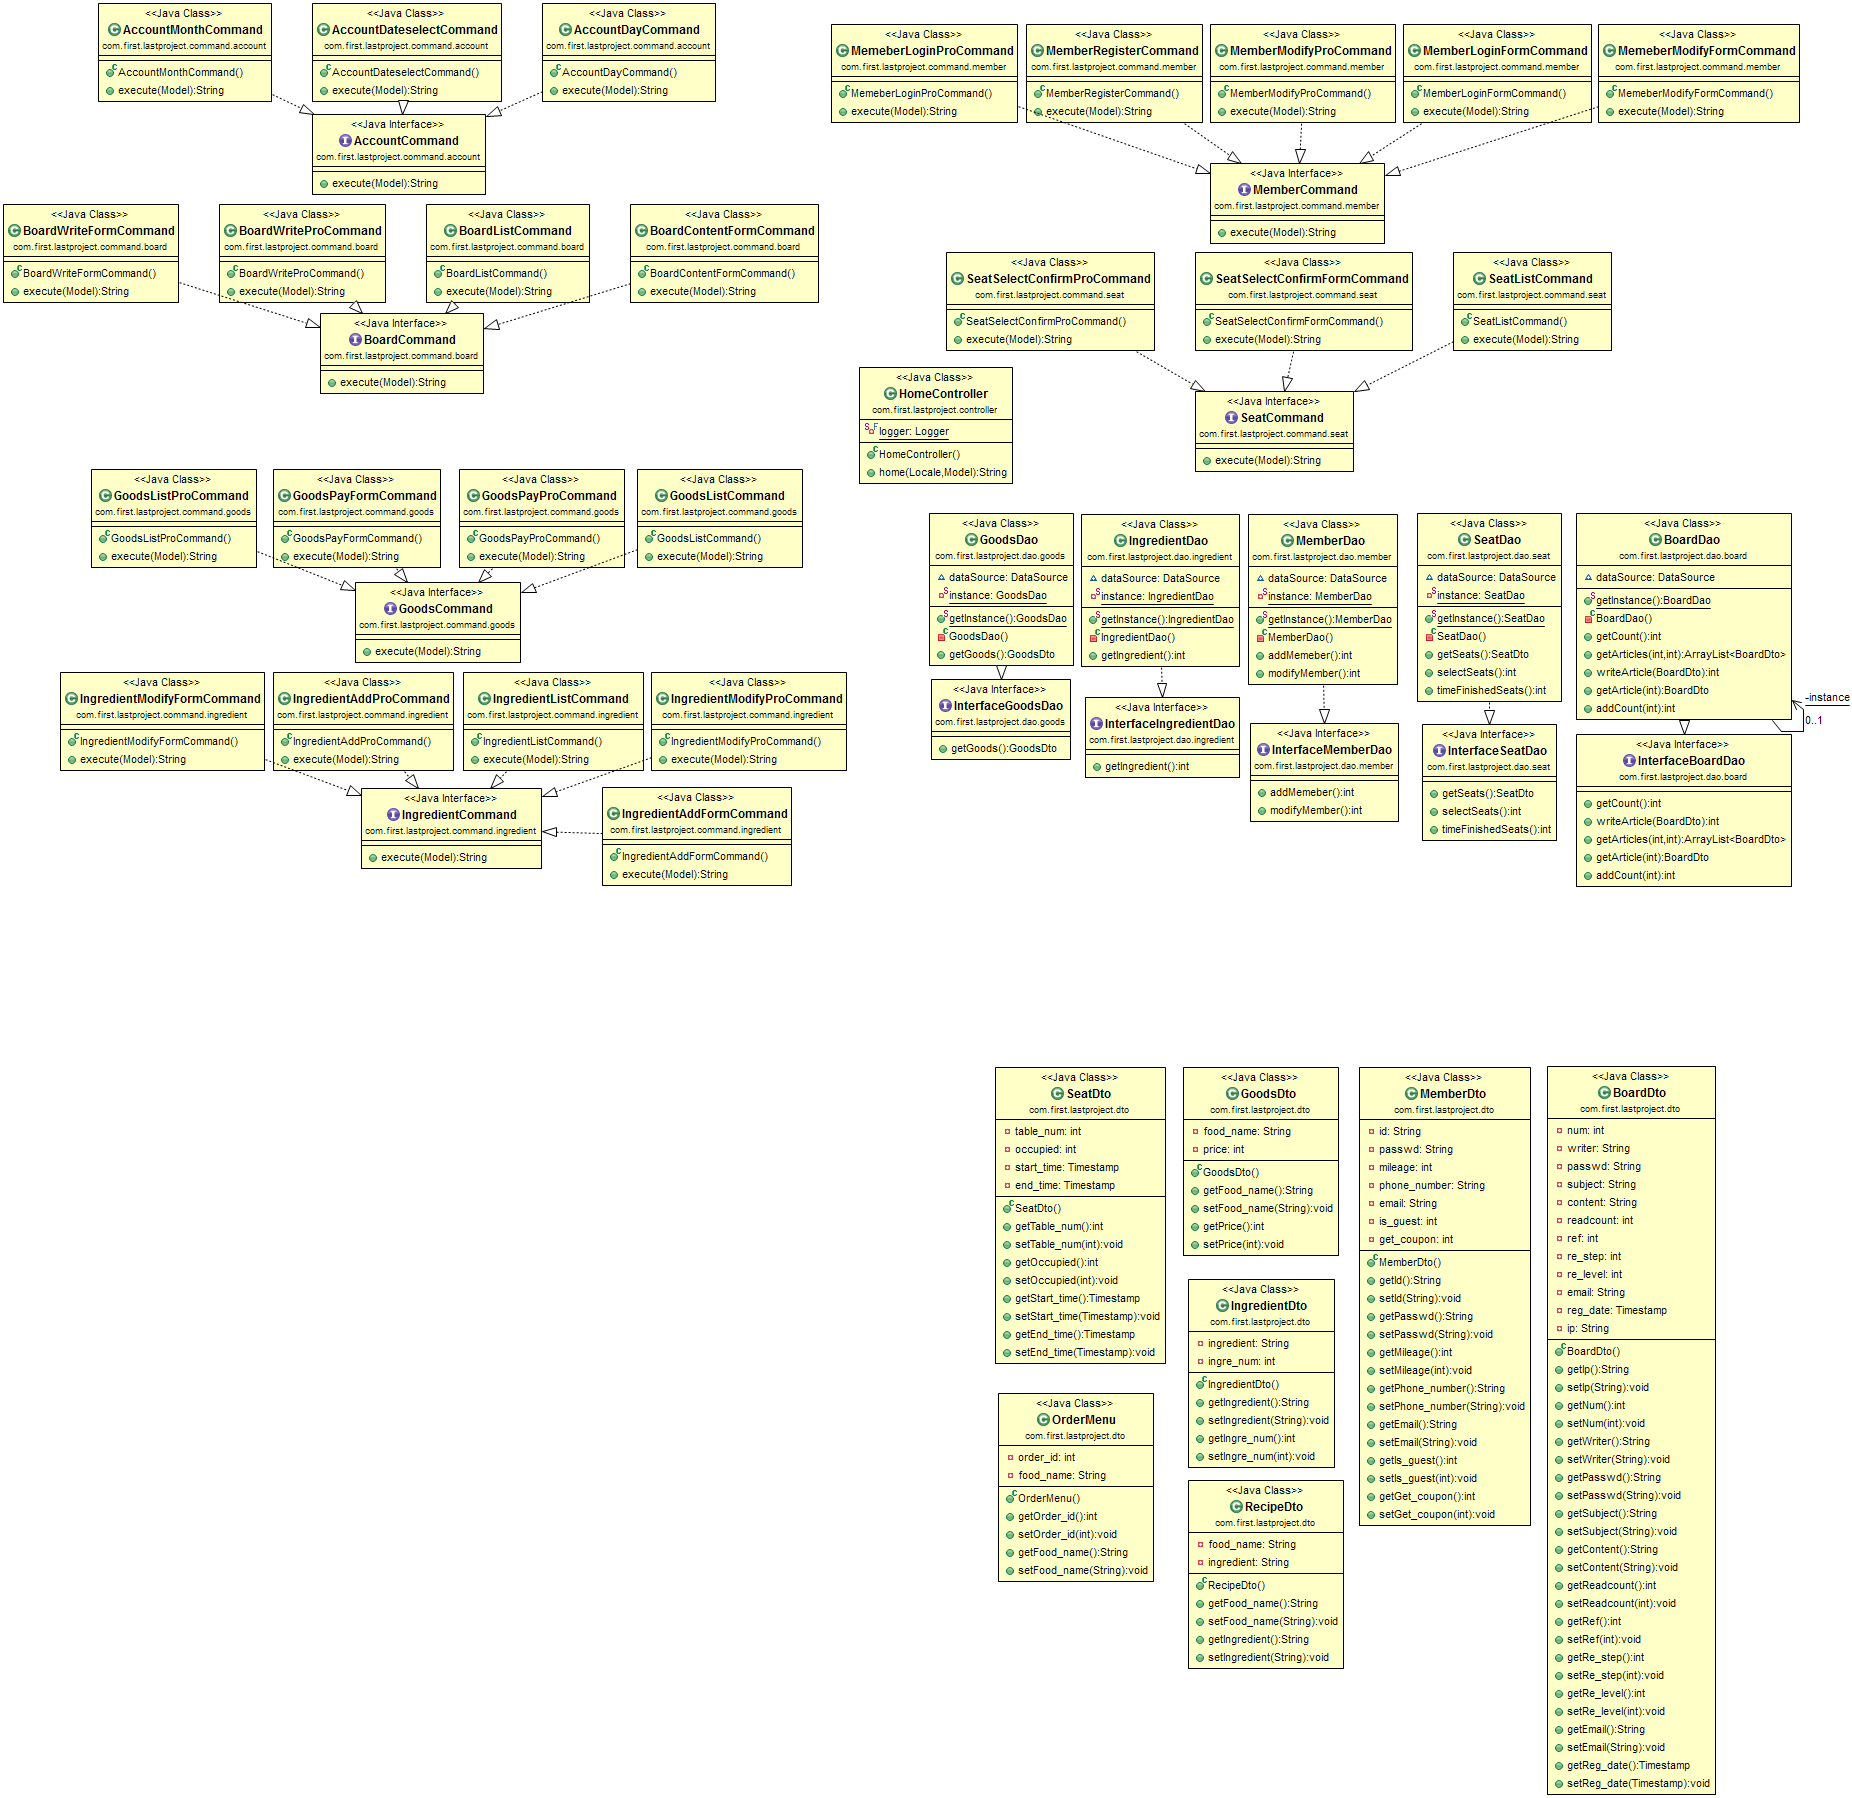 <<Java Class>>
AccountMonthCommand
com.first.lastproject.command.account
AccountMonthCommand()
execute(Model):String
<<Java Class>>
AccountDateselectCommand
com.first.lastproject.command.account
AccountDateselectCommand()
execute(Model):String
<<Java Class>>
AccountDayCommand
com.first.lastproject.command.account
AccountDayCommand()
execute(Model):String
<<Java Interface>>
AccountCommand
com.first.lastproject.command.account
execute(Model):String
<<Java Class>>
MemeberLoginProCommand
com.first.lastproject.command.member
MemeberLoginProCommand()
execute(Model):String
<<Java Class>>
MemberRegisterCommand
com.first.lastproject.command.member
MemberRegisterCommand()
execute(Model):String
<<Java Class>>
MemberModifyProCommand
com.first.lastproject.command.member
MemberModifyProCommand()
execute(Model):String
<<Java Class>>
MemberLoginFormCommand
com.first.lastproject.command.member
MemberLoginFormCommand()
execute(Model):String
<<Java Class>>
MemeberModifyFormCommand
com.first.lastproject.command.member
MemeberModifyFormCommand()
execute(Model):String
<<Java Interface>>
MemberCommand
com.first.lastproject.command.member
execute(Model):String
<<Java Class>>
BoardWriteFormCommand
com.first.lastproject.command.board
BoardWriteFormCommand()
execute(Model):String
<<Java Class>>
BoardWriteProCommand
com.first.lastproject.command.board
BoardWriteProCommand()
execute(Model):String
<<Java Class>>
BoardListCommand
com.first.lastproject.command.board
BoardListCommand()
execute(Model):String
<<Java Class>>
BoardContentFormCommand
com.first.lastproject.command.board
BoardContentFormCommand()
execute(Model):String
<<Java Interface>>
BoardCommand
com.first.lastproject.command.board
execute(Model):String
<<Java Class>>
SeatSelectConfirmProCommand
com.first.lastproject.command.seat
SeatSelectConfirmProCommand()
execute(Model):String
<<Java Class>>
SeatSelectConfirmFormCommand
com.first.lastproject.command.seat
SeatSelectConfirmFormCommand()
execute(Model):String
<<Java Class>>
SeatListCommand
com.first.lastproject.command.seat
SeatListCommand()
execute(Model):String
<<Java Interface>>
SeatCommand
com.first.lastproject.command.seat
execute(Model):String
<<Java Class>>
HomeController
com.first.lastproject.controller
logger: Logger
HomeController()
home(Locale,Model):String
<<Java Class>>
GoodsListProCommand
com.first.lastproject.command.goods
GoodsListProCommand()
execute(Model):String
<<Java Class>>
GoodsPayFormCommand
com.first.lastproject.command.goods
GoodsPayFormCommand()
execute(Model):String
<<Java Class>>
GoodsPayProCommand
com.first.lastproject.command.goods
GoodsPayProCommand()
execute(Model):String
<<Java Class>>
GoodsListCommand
com.first.lastproject.command.goods
GoodsListCommand()
execute(Model):String
<<Java Interface>>
GoodsCommand
com.first.lastproject.command.goods
execute(Model):String
<<Java Class>>
IngredientModifyFormCommand
com.first.lastproject.command.ingredient
IngredientModifyFormCommand()
execute(Model):String
<<Java Class>>
IngredientAddProCommand
com.first.lastproject.command.ingredient
IngredientAddProCommand()
execute(Model):String
<<Java Class>>
IngredientListCommand
com.first.lastproject.command.ingredient
IngredientListCommand()
execute(Model):String
<<Java Class>>
IngredientModifyProCommand
com.first.lastproject.command.ingredient
IngredientModifyProCommand()
execute(Model):String
<<Java Interface>>
IngredientCommand
com.first.lastproject.command.ingredient
execute(Model):String
<<Java Class>>
IngredientAddFormCommand
com.first.lastproject.command.ingredient
IngredientAddFormCommand()
execute(Model):String
<<Java Class>>
GoodsDao
com.first.lastproject.dao.goods
dataSource: DataSource
instance: GoodsDao
getInstance():GoodsDao
GoodsDao()
getGoods():GoodsDto
<<Java Interface>>
InterfaceGoodsDao
com.first.lastproject.dao.goods
getGoods():GoodsDto
<<Java Class>>
IngredientDao
com.first.lastproject.dao.ingredient
dataSource: DataSource
instance: IngredientDao
getInstance():IngredientDao
IngredientDao()
getIngredient():int
<<Java Interface>>
InterfaceIngredientDao
com.first.lastproject.dao.ingredient
getIngredient():int
<<Java Class>>
MemberDao
com.first.lastproject.dao.member
dataSource: DataSource
instance: MemberDao
getInstance():MemberDao
MemberDao()
addMemeber():int
modifyMember():int
<<Java Interface>>
InterfaceMemberDao
com.first.lastproject.dao.member
addMemeber():int
modifyMember():int
<<Java Class>>
SeatDao
com.first.lastproject.dao.seat
dataSource: DataSource
instance: SeatDao
getInstance():SeatDao
SeatDao()
getSeats():SeatDto
selectSeats():int
timeFinishedSeats():int
<<Java Interface>>
InterfaceSeatDao
com.first.lastproject.dao.seat
getSeats():SeatDto
selectSeats():int
timeFinishedSeats():int
<<Java Class>>
BoardDao
com.first.lastproject.dao.board
dataSource: DataSource
getInstance():BoardDao
BoardDao()
getCount():int
getArticles(int,int):ArrayList<BoardDto>
writeArticle(BoardDto):int
getArticle(int):BoardDto
addCount(int):int
-instance
0..1
<<Java Interface>>
InterfaceBoardDao
com.first.lastproject.dao.board
getCount():int
writeArticle(BoardDto):int
getArticles(int,int):ArrayList<BoardDto>
getArticle(int):BoardDto
addCount(int):int
<<Java Class>>
SeatDto
com.first.lastproject.dto
table_num: int
occupied: int
start_time: Timestamp
end_time: Timestamp
SeatDto()
getTable_num():int
setTable_num(int):void
getOccupied():int
setOccupied(int):void
getStart_time():Timestamp
setStart_time(Timestamp):void
getEnd_time():Timestamp
setEnd_time(Timestamp):void
<<Java Class>>
OrderMenu
com.first.lastproject.dto
order_id: int
food_name: String
OrderMenu()
getOrder_id():int
setOrder_id(int):void
getFood_name():String
setFood_name(String):void
<<Java Class>>
GoodsDto
com.first.lastproject.dto
food_name: String
price: int
GoodsDto()
getFood_name():String
setFood_name(String):void
getPrice():int
setPrice(int):void
<<Java Class>>
IngredientDto
com.first.lastproject.dto
ingredient: String
ingre_num: int
IngredientDto()
getIngredient():String
setIngredient(String):void
getIngre_num():int
setIngre_num(int):void
<<Java Class>>
RecipeDto
com.first.lastproject.dto
food_name: String
ingredient: String
RecipeDto()
getFood_name():String
setFood_name(String):void
getIngredient():String
setIngredient(String):void
<<Java Class>>
MemberDto
com.first.lastproject.dto
id: String
passwd: String
mileage: int
phone_number: String
email: String
is_guest: int
get_coupon: int
MemberDto()
getId():String
setId(String):void
getPasswd():String
setPasswd(String):void
getMileage():int
setMileage(int):void
getPhone_number():String
setPhone_number(String):void
getEmail():String
setEmail(String):void
getIs_guest():int
setIs_guest(int):void
getGet_coupon():int
setGet_coupon(int):void
<<Java Class>>
BoardDto
com.first.lastproject.dto
num: int
writer: String
passwd: String
subject: String
content: String
readcount: int
ref: int
re_step: int
re_level: int
email: String
reg_date: Timestamp
ip: String
BoardDto()
getIp():String
setIp(String):void
getNum():int
setNum(int):void
getWriter():String
setWriter(String):void
getPasswd():String
setPasswd(String):void
getSubject():String
setSubject(String):void
getContent():String
setContent(String):void
getReadcount():int
setReadcount(int):void
getRef():int
setRef(int):void
getRe_step():int
setRe_step(int):void
getRe_level():int
setRe_level(int):void
getEmail():String
setEmail(String):void
getReg_date():Timestamp
setReg_date(Timestamp):void